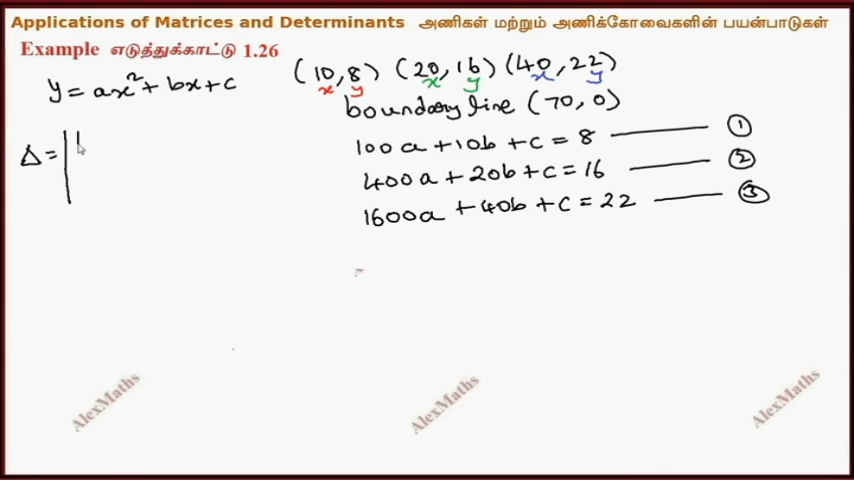 Applications of Matrices and Determinants அணிகள் மற்றும் அணிக்கோவைகளின் பயன்பாடுகள்
Example எடுத்துக்காட்டு 1.26
y = ax² + bx + c
(10,8) (20,16) (40,22)
x y x y x y
boundary line (70,0)
100a + 10b + c = 8 ——— ①
400a + 20b + c = 16 ——— ②
1600a + 40b + c = 22 ——— ③
Δ = | 1
AlexMaths
AlexMaths
AlexMaths